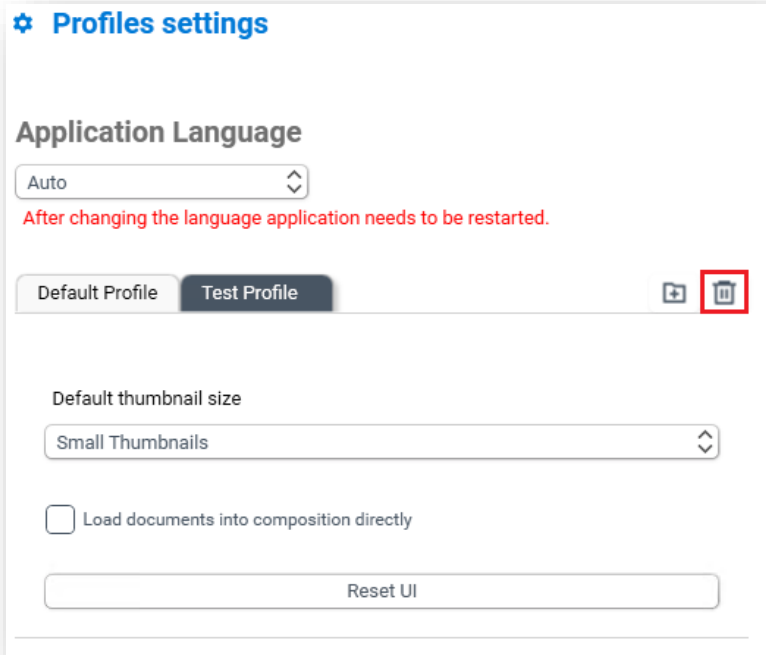 Profiles settings
Application Language
Auto
After changing the language application needs to be restarted.
Default Profile Test Profile
Default thumbnail size
Small Thumbnails
Load documents into composition directly
Reset UI